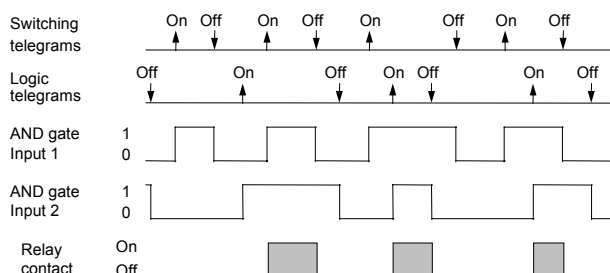 Switching telegrams
On Off On Off On Off On Off
Logic telegrams
Off On Off On Off On Off
AND gate Input 1
1
0
AND gate Input 2
1
0
Relay contact
On
Off